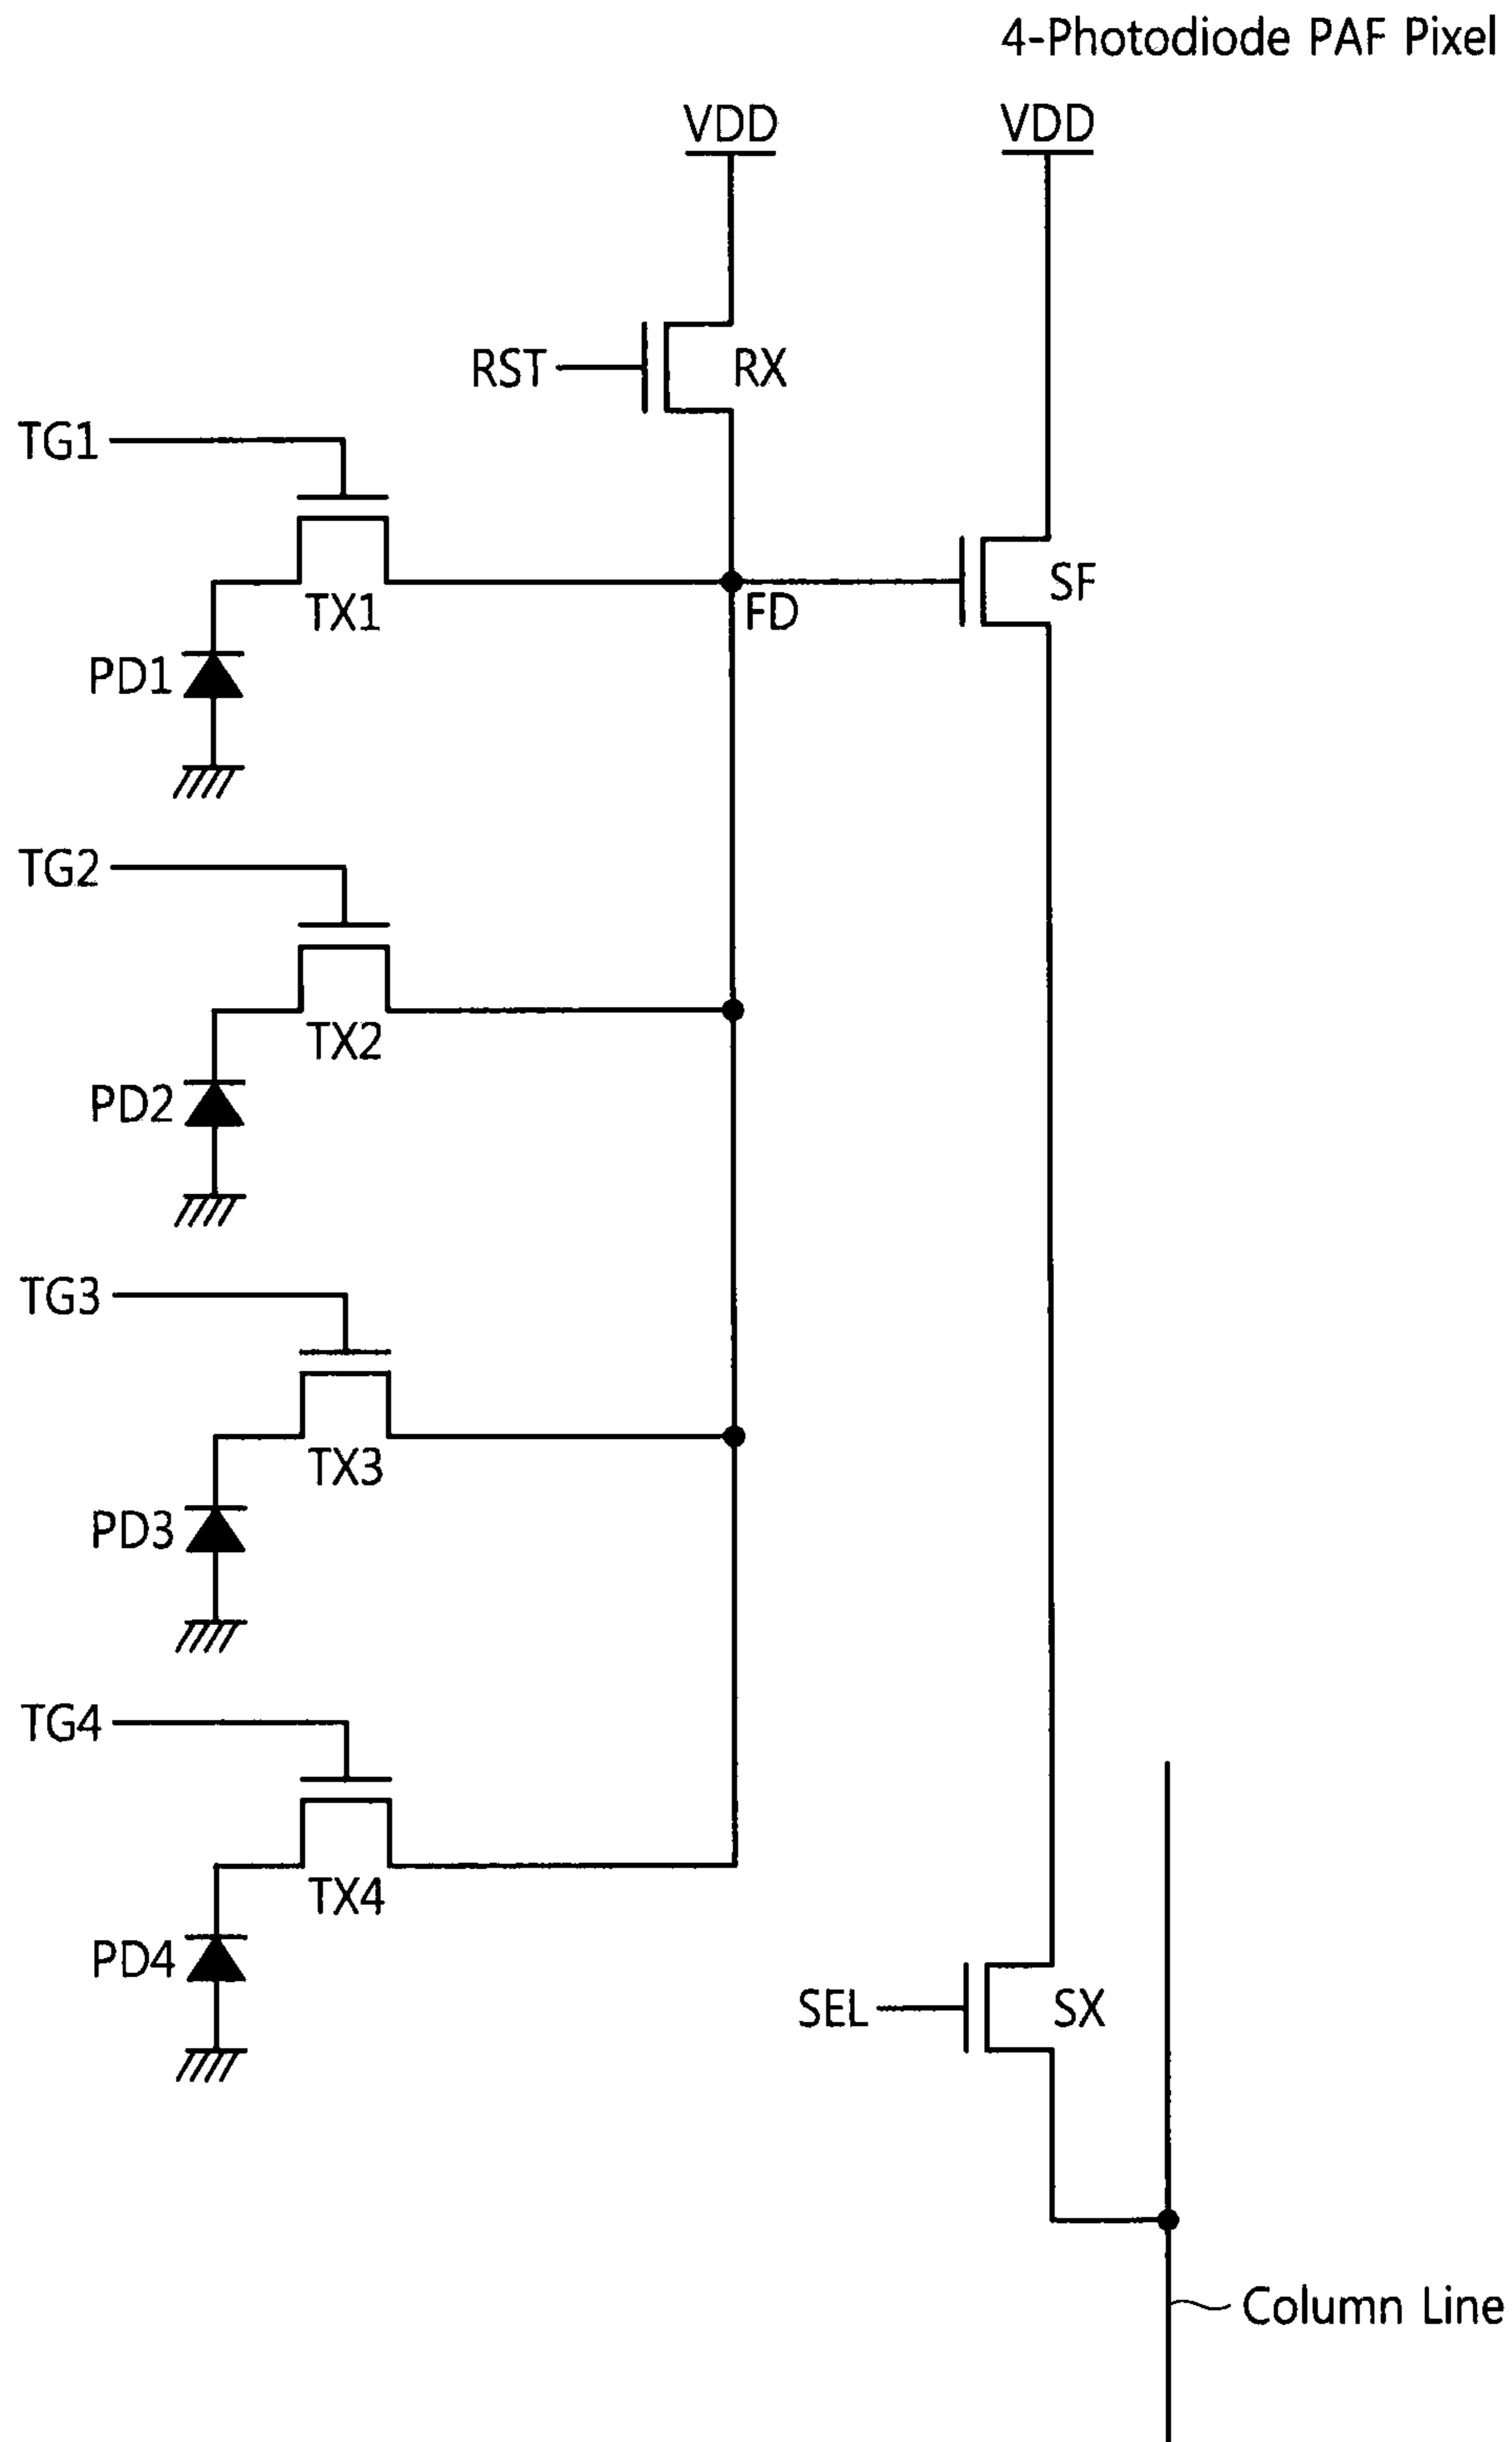 4-Photodiode PAF Pixel
VDD
VDD
RST
RX
TG1
SF
TX1
FD
PD1
TG2
TX2
PD2
TG3
TX3
PD3
TG4
TX4
PD4
SEL
SX
Column Line